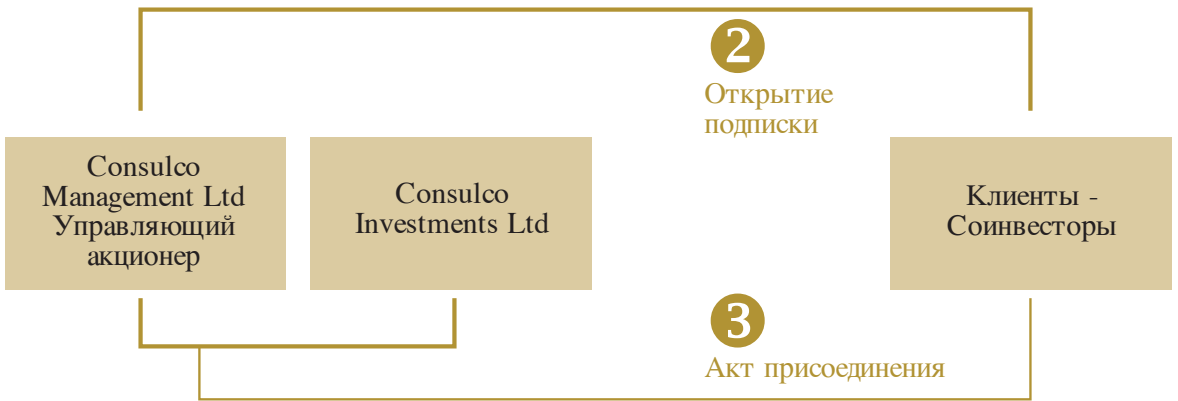 2
Открытие
подписки
Consulco
Management Ltd
Управляющий
акционер
Consulco
Investments Ltd
Клиенты -
Соинвесторы
3
Акт присоединения